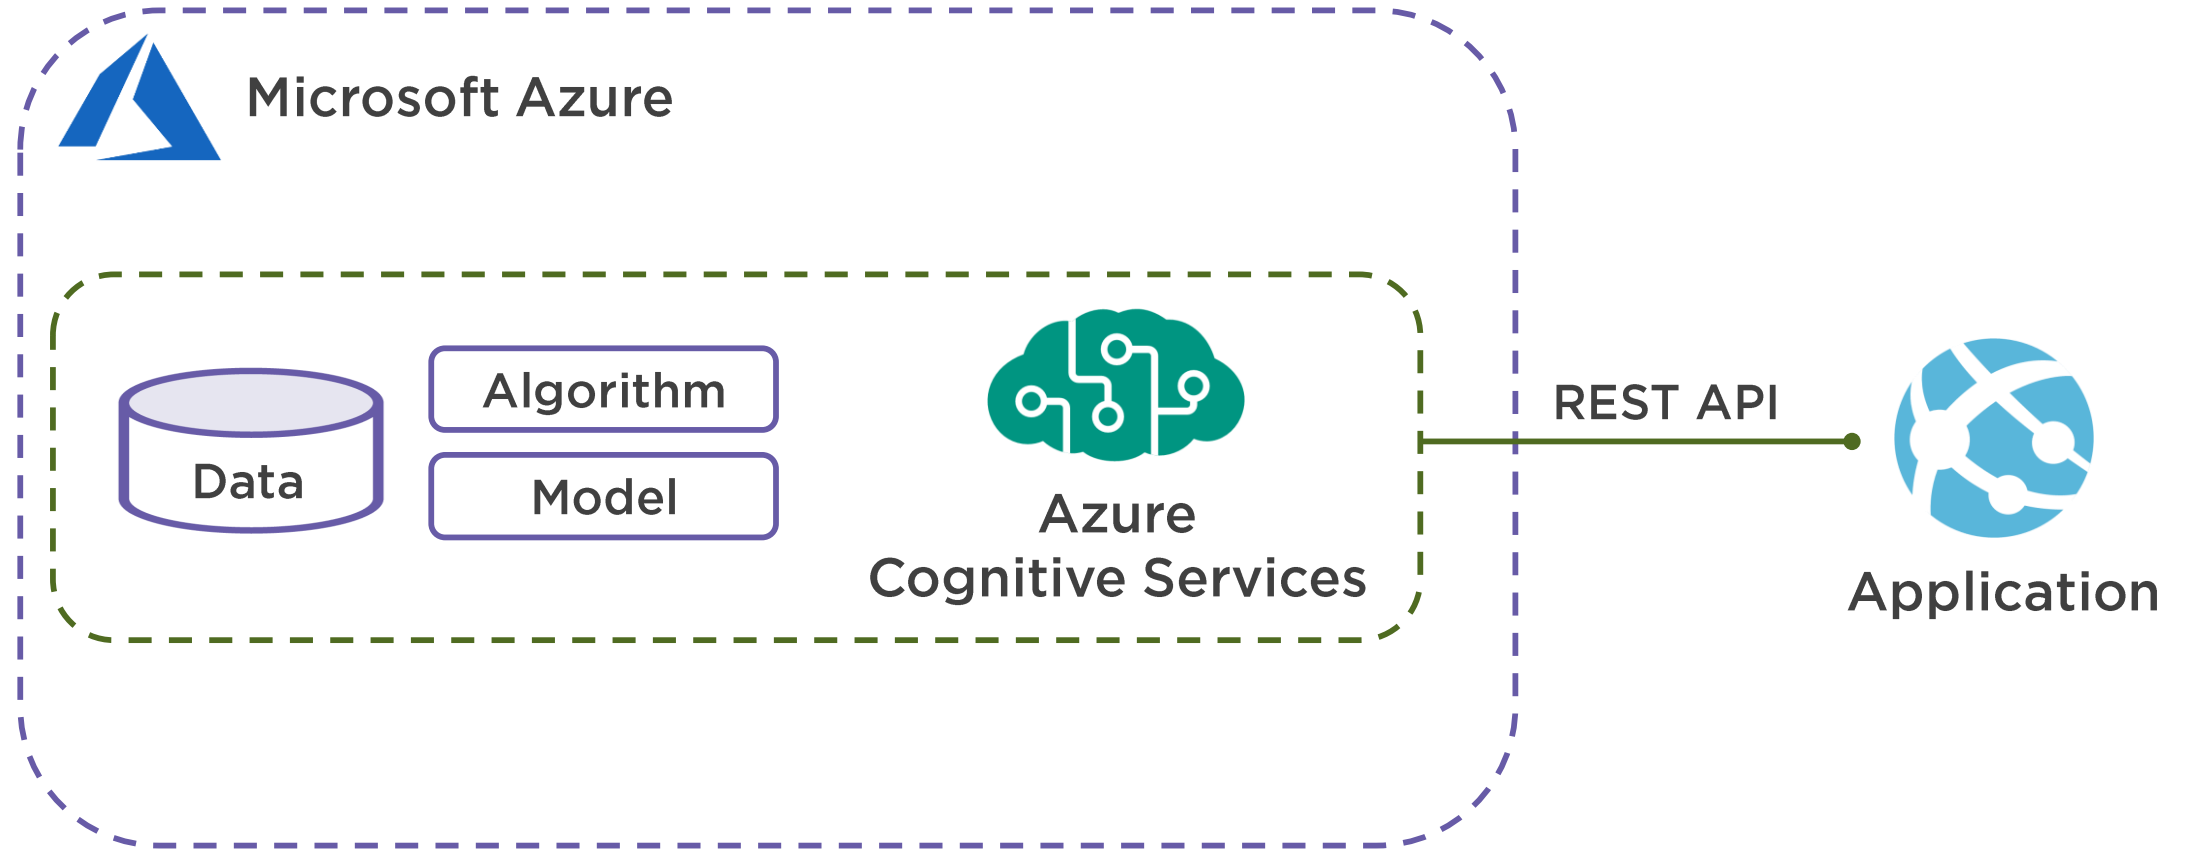 Microsoft Azure
Data
Algorithm
Model
Azure
Cognitive Services
REST API
Application